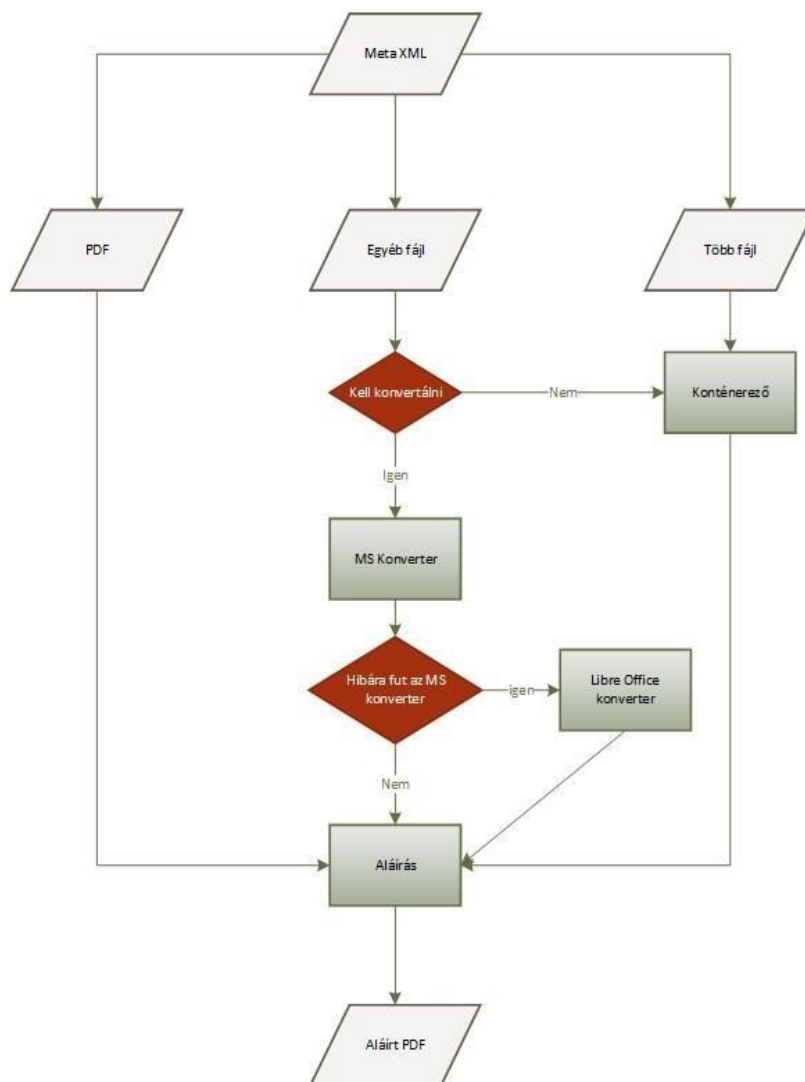 Meta XML
PDF
Egyéb fájl
Több fájl
Kell konvertálni
Nem
Konténerező
Igen
MS Konverter
Hibára fut az MS
konverter
igen
Libre Office
konverter
Nem
Aláírás
Aláírt PDF